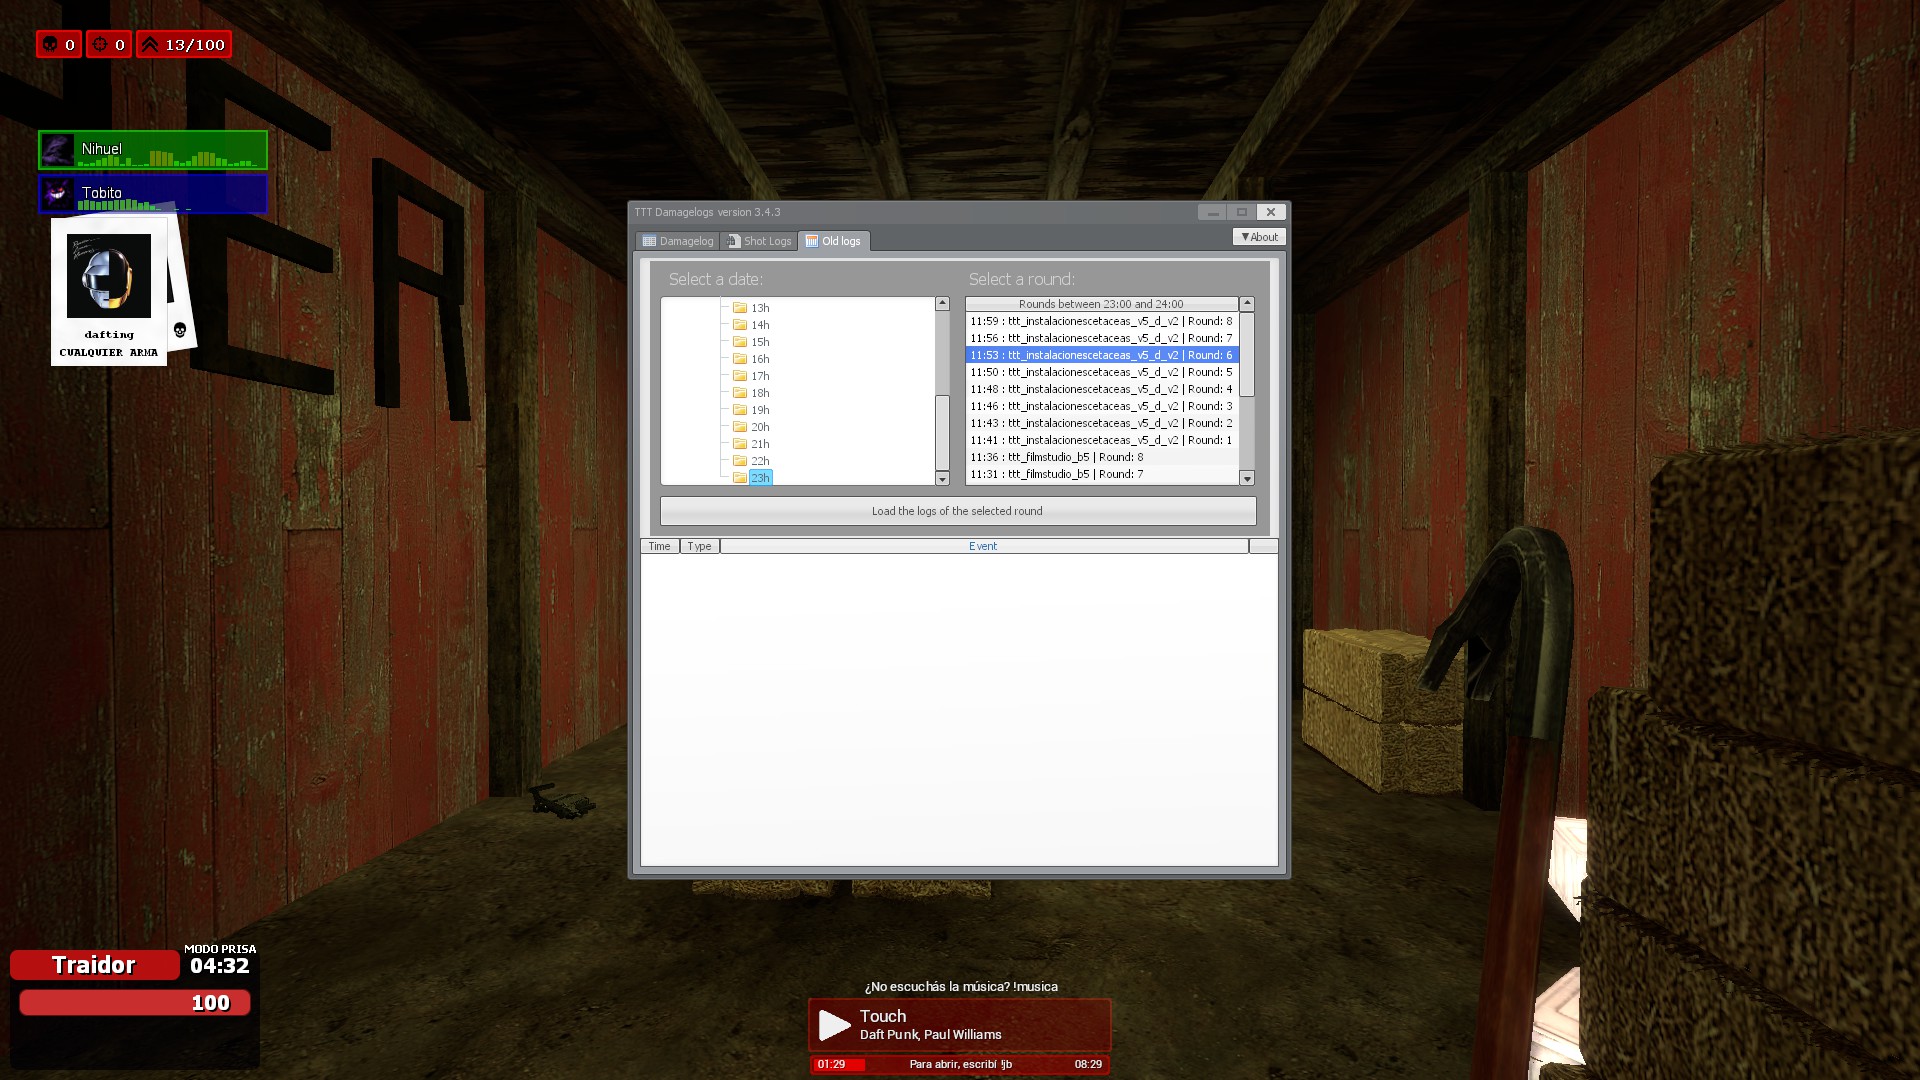 0
0
13/100
Nihuel
Tobito
dafting
CUALQUIER ARMA
TTT Damagelogs version 3.4.3
Damagelog
Shot Logs
Old logs
▼About
Select a date:
Select a round:
13h
14h
15h
16h
17h
18h
19h
20h
21h
22h
23h
Rounds between 23:00 and 24:00
11:59 : ttt_instalacionescetaceas_v5_d_v2 | Round: 8
11:56 : ttt_instalacionescetaceas_v5_d_v2 | Round: 7
11:53 : ttt_instalacionescetaceas_v5_d_v2 | Round: 6
11:50 : ttt_instalacionescetaceas_v5_d_v2 | Round: 5
11:48 : ttt_instalacionescetaceas_v5_d_v2 | Round: 4
11:46 : ttt_instalacionescetaceas_v5_d_v2 | Round: 3
11:43 : ttt_instalacionescetaceas_v5_d_v2 | Round: 2
11:41 : ttt_instalacionescetaceas_v5_d_v2 | Round: 1
11:36 : ttt_filmstudio_b5 | Round: 8
11:31 : ttt_filmstudio_b5 | Round: 7
Load the logs of the selected round
Time
Type
Event
Traidor
MODO PRISA
04:32
100
¿No escuchás la música? !musica
Touch
Daft Punk, Paul Williams
01:29
Para abrir, escribí !jb
08:29